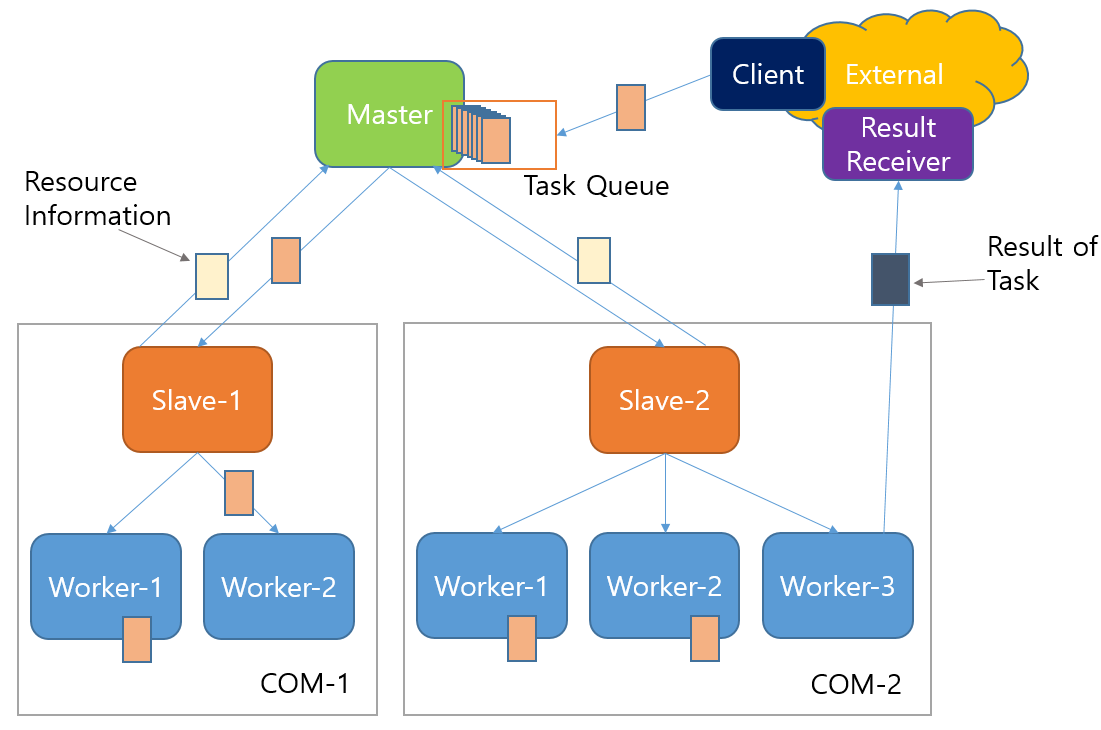 Client
External
Master
Result
Receiver
Task Queue
Resource
Information
Result of
Task
Slave-1
Slave-2
Worker-1
Worker-2
Worker-1
Worker-2
Worker-3
COM-1
COM-2